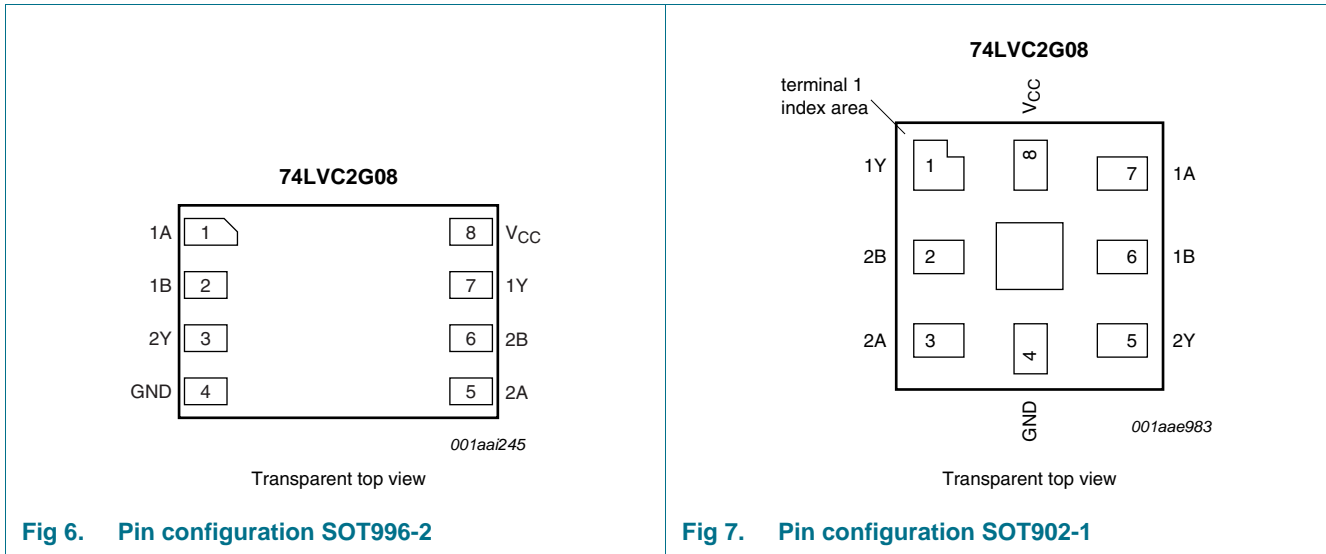 74LVC2G08
1A 1 8 VCC
1B 2 7 1Y
2Y 3 6 2B
GND 4 5 2A
001aai245
Transparent top view
Fig 6. Pin configuration SOT996-2
74LVC2G08
terminal 1
index area
VCC
1Y 1 8 7 1A
2B 2 6 1B
2A 3 4 5 2Y
GND
001aae983
Transparent top view
Fig 7. Pin configuration SOT902-1